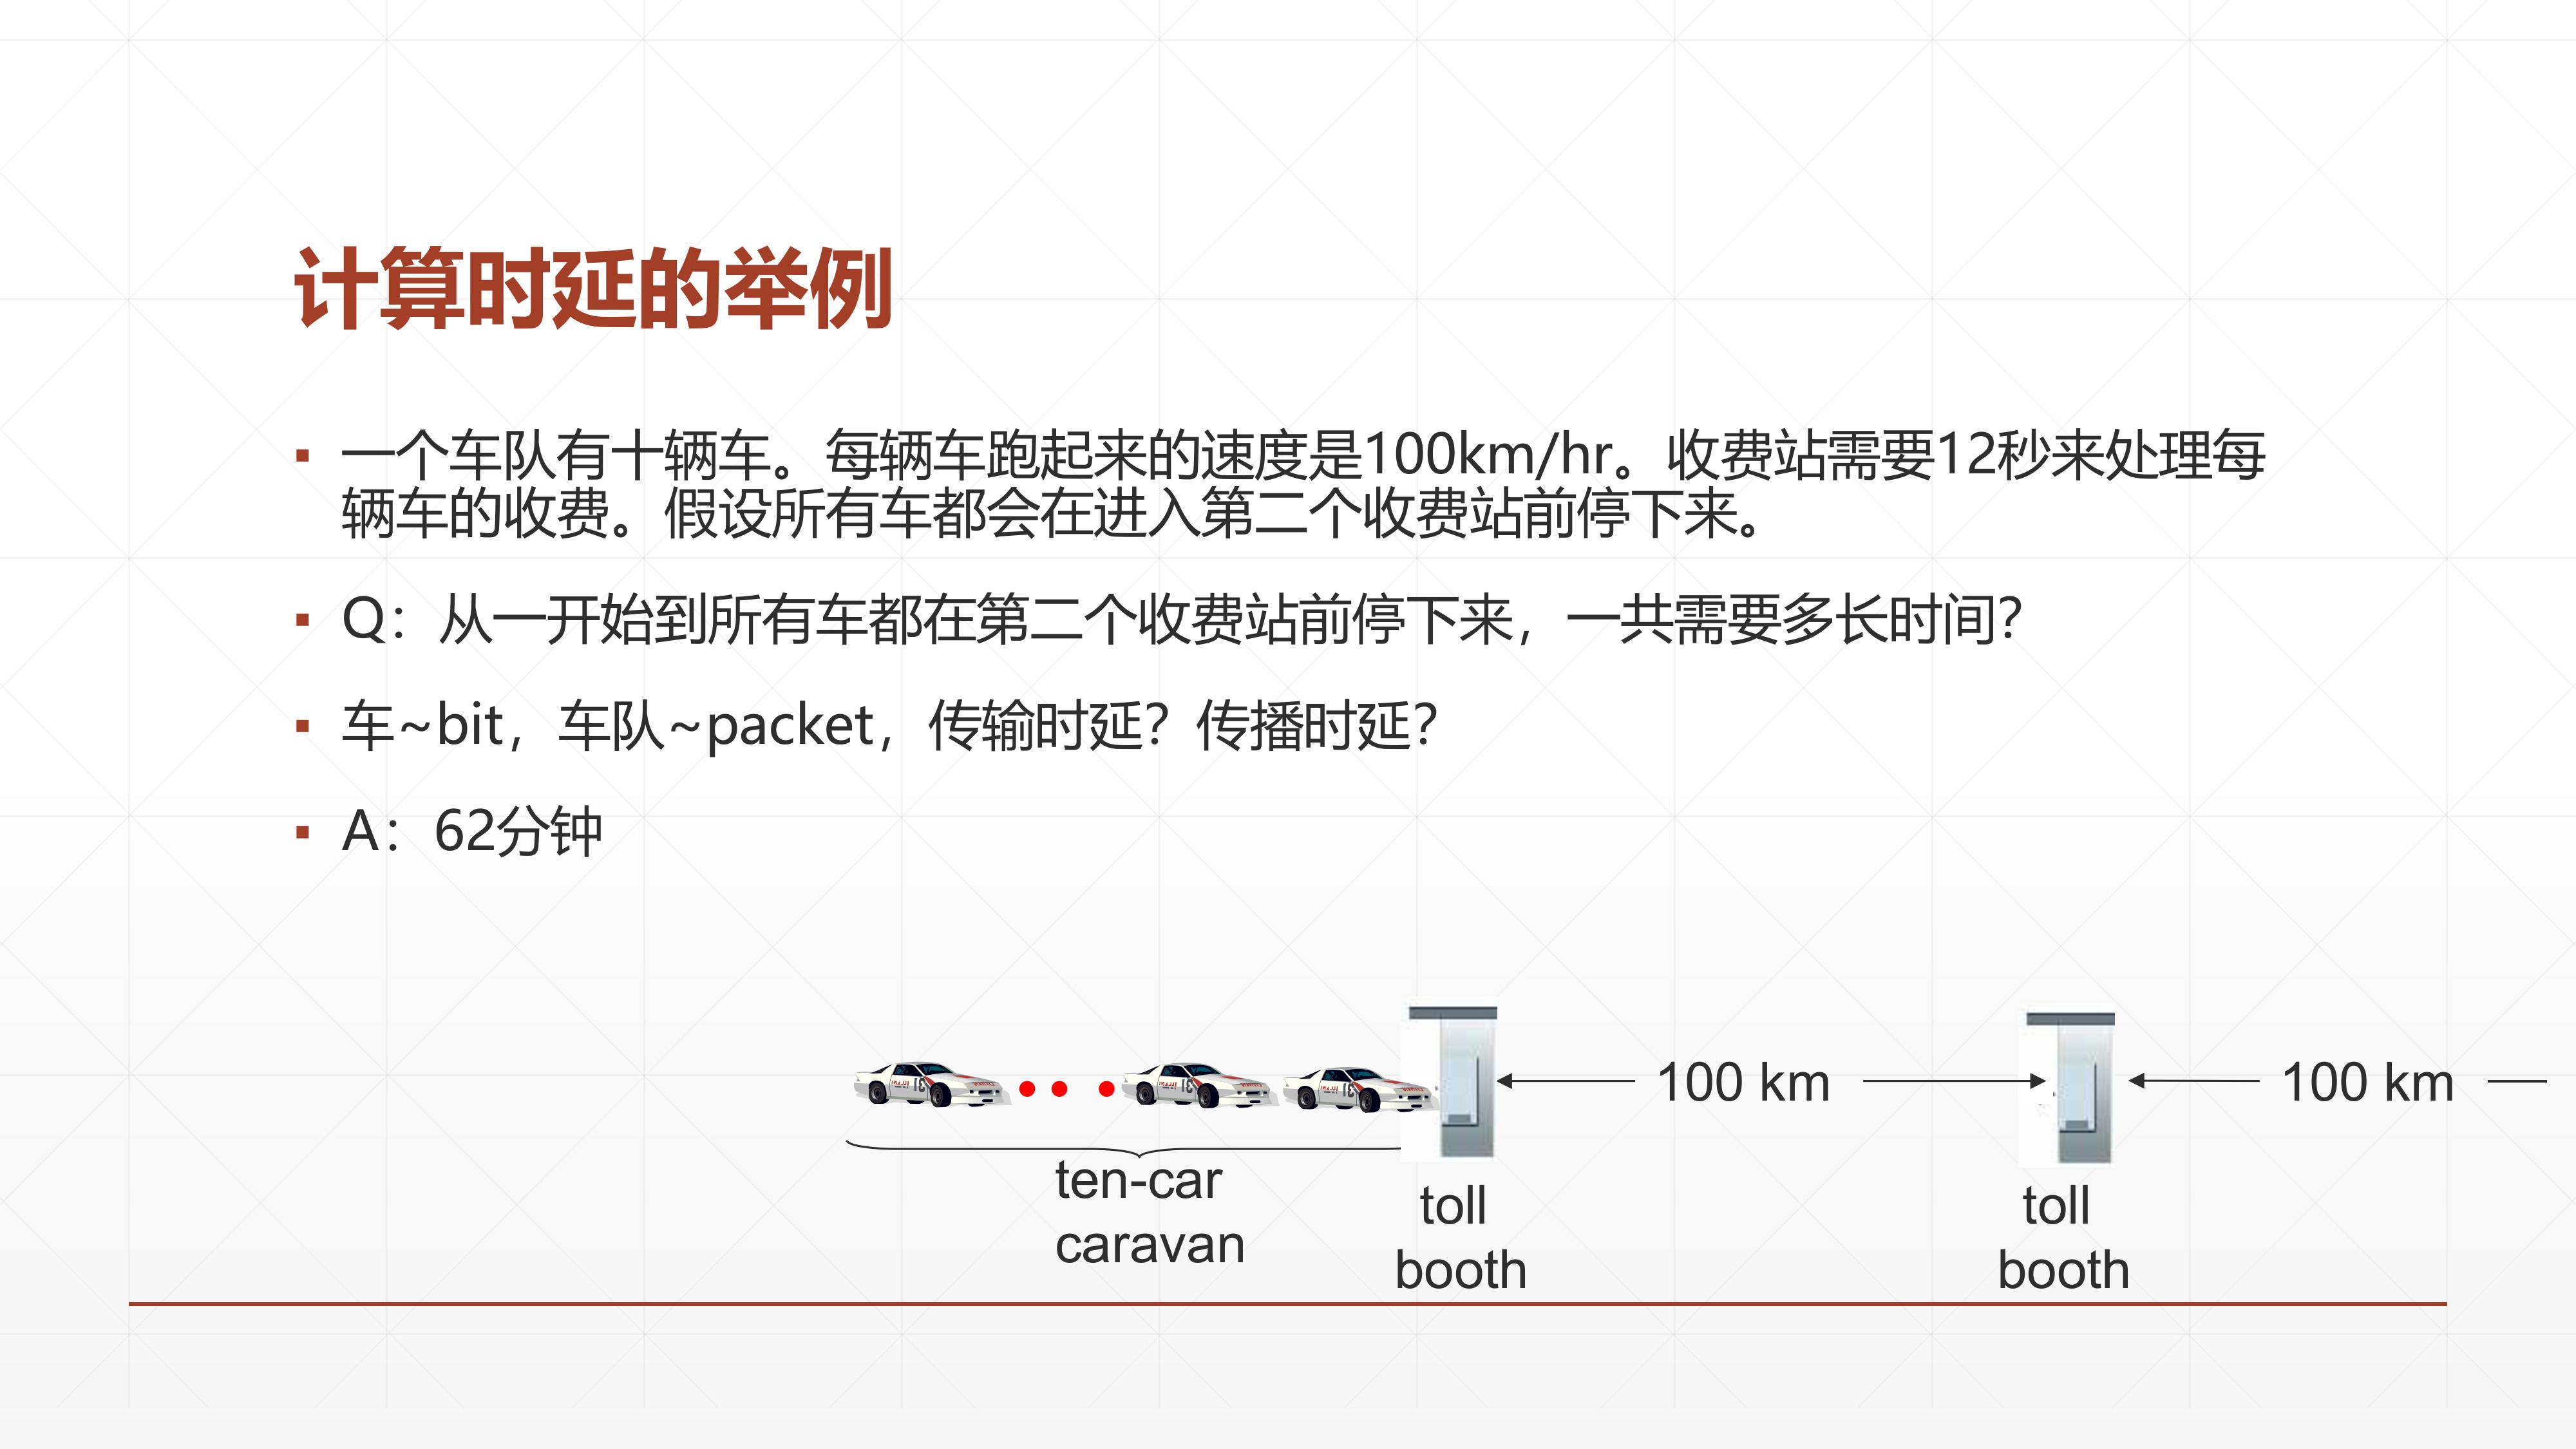 计算时延的举例
▪ 一个车队有十辆车。每辆车跑起来的速度是100km/hr。收费站需要12秒来处理每
辆车的收费。假设所有车都会在进入第二个收费站前停下来。
▪ Q：从一开始到所有车都在第二个收费站前停下来，一共需要多长时间？
▪ 车~bit，车队~packet，传输时延？传播时延？
▪ A：62分钟
100 km
100 km
ten-car
caravan
toll
booth
toll
booth